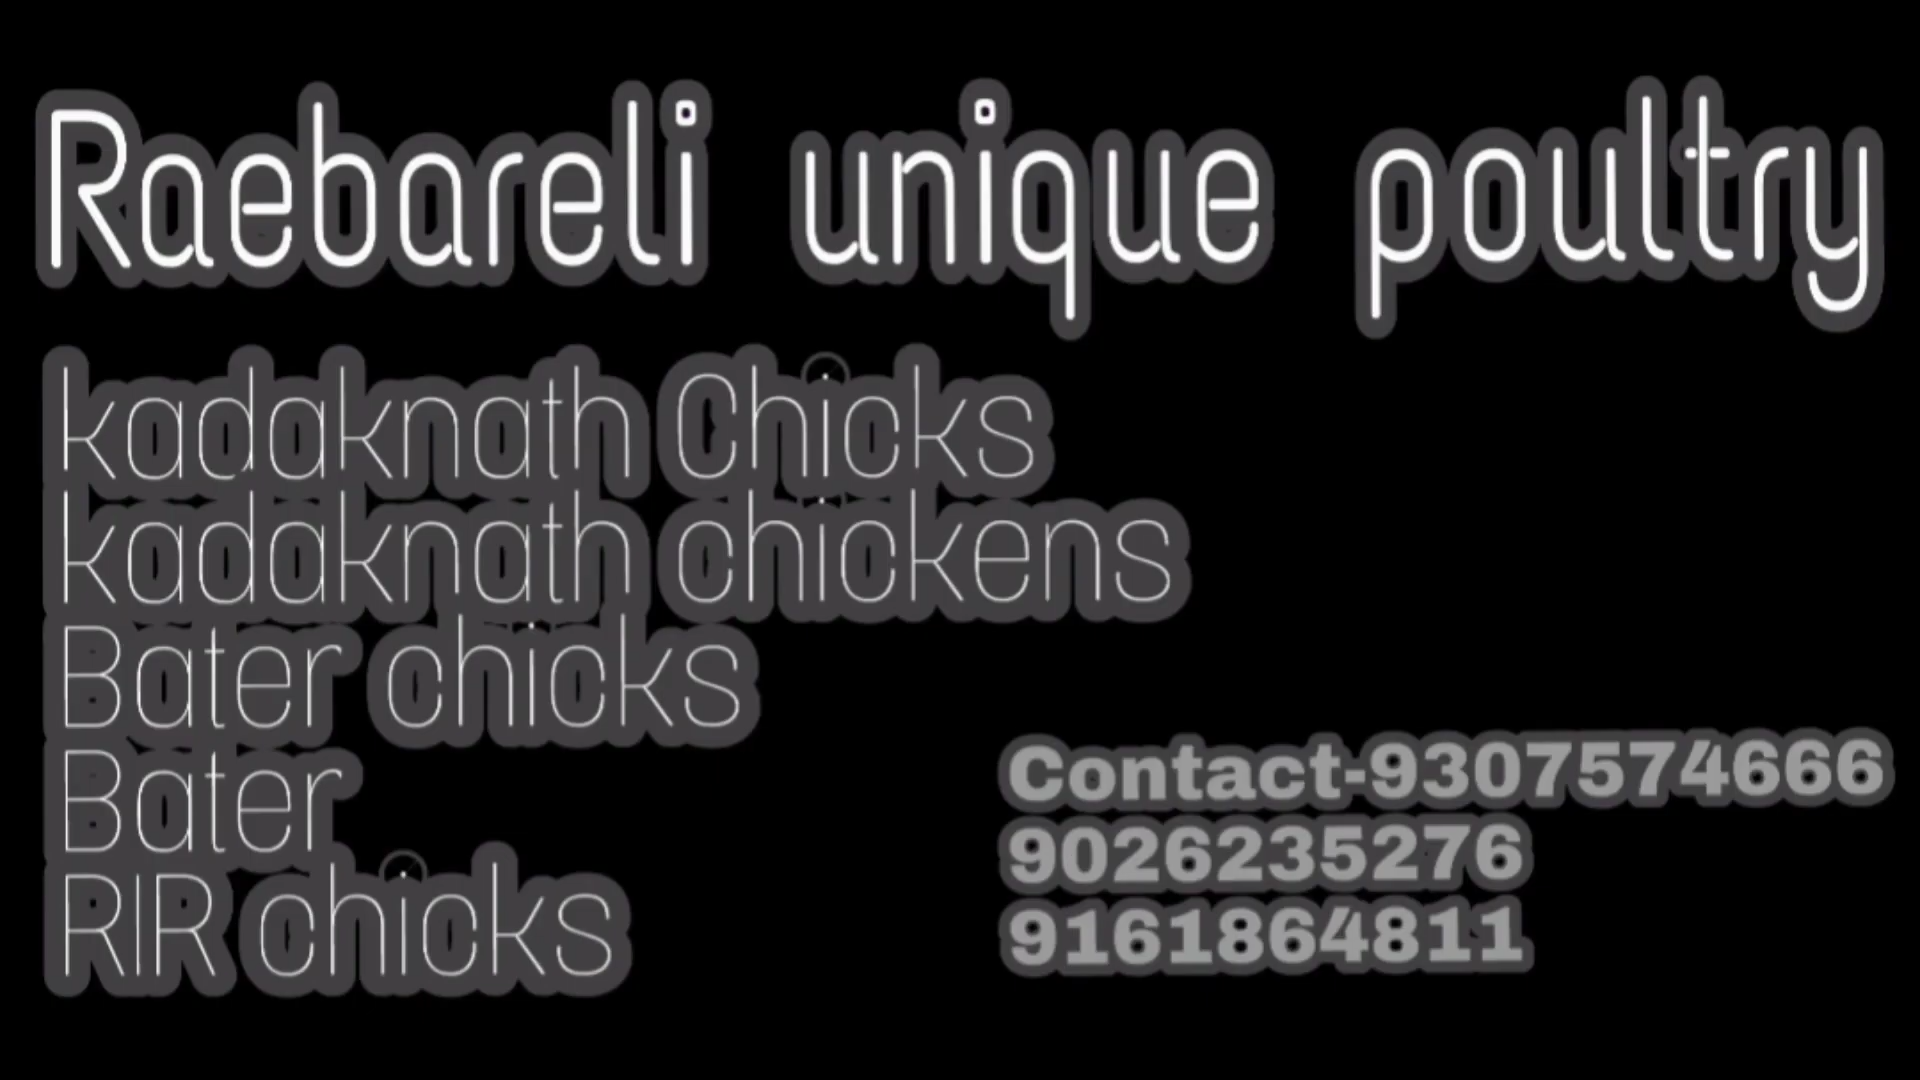 Raebareli unique poultry
kadaknath Chicks
kadaknath chickens
Bater chicks
Bater
RIR chicks
Contact-9307574666
9026235276
9161864811